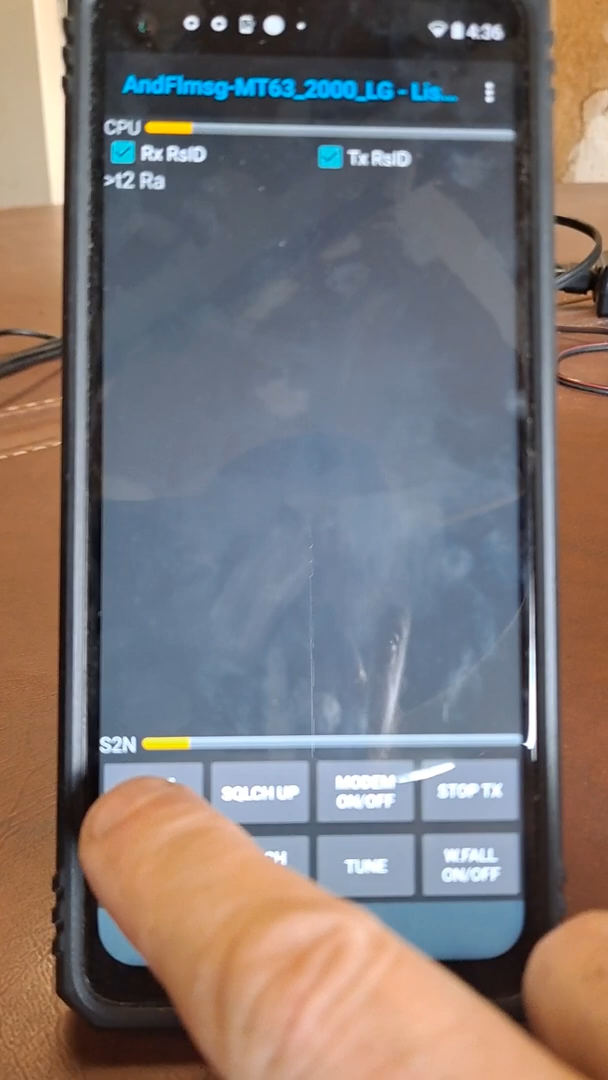 4:36
AndFlmsg-MT63_2000_LG - Lis...
CPU
Rx RsID
Tx RsID
>t2 Ra
S2N
SQLCH UP
MODEM
ON/OFF
STOP TX
TUNE
W.FALL
ON/OFF